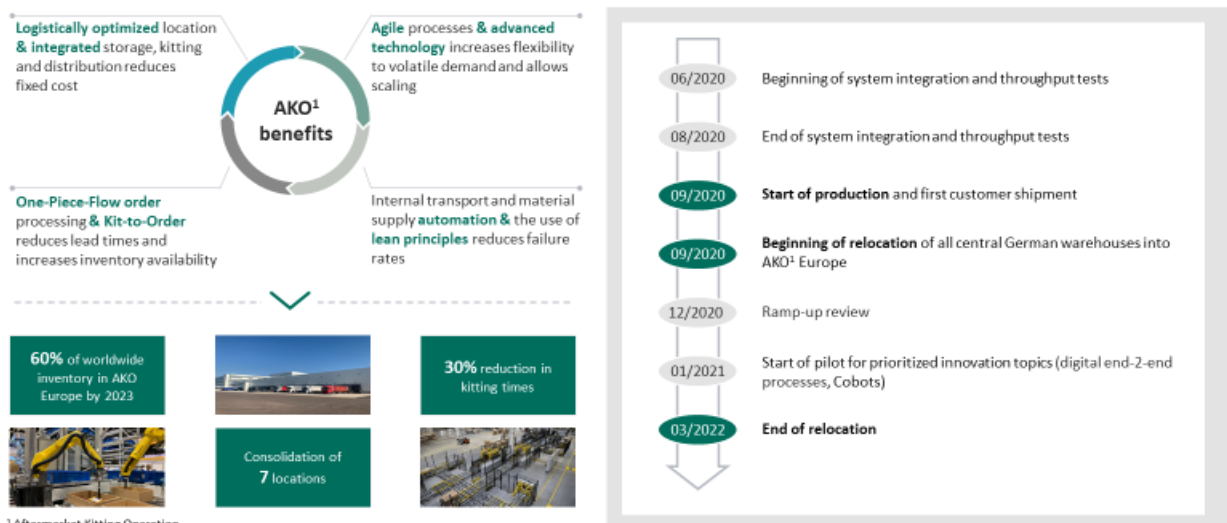 Logistically optimized location
& integrated storage, kitting
and distribution reduces
fixed cost
Agile processes & advanced
technology increases flexibility
to volatile demand and allows
scaling
AKO¹
benefits
One-Piece-Flow order
processing & Kit-to-Order
reduces lead times and
increases inventory availability
Internal transport and material
supply automation & the use of
lean principles reduces failure
rates
60% of worldwide
inventory in AKO
Europe by 2023
30% reduction in
kitting times
Consolidation of
7 locations
¹ Aftermarket Kitting Operation
06/2020 Beginning of system integration and throughput tests
08/2020 End of system integration and throughput tests
09/2020 Start of production and first customer shipment
09/2020 Beginning of relocation of all central German warehouses into
AKO¹ Europe
12/2020 Ramp-up review
01/2021 Start of pilot for prioritized innovation topics (digital end-2-end
processes, Cobots)
03/2022 End of relocation